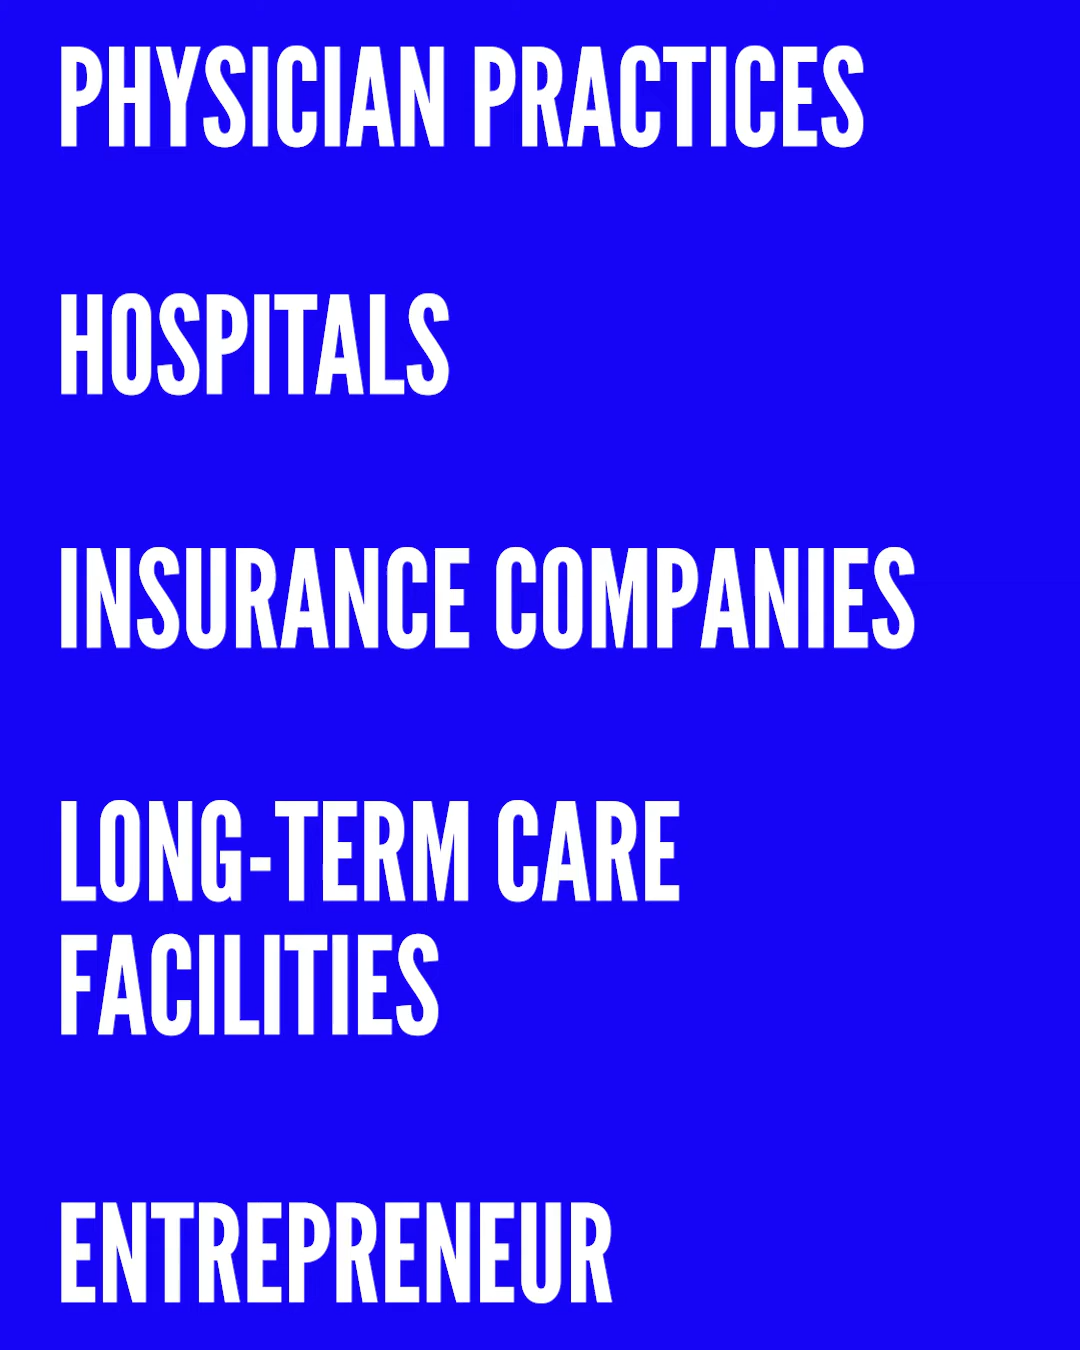 PHYSICIAN PRACTICES
HOSPITALS
INSURANCE COMPANIES
LONG-TERM CARE
FACILITIES
ENTREPRENEUR